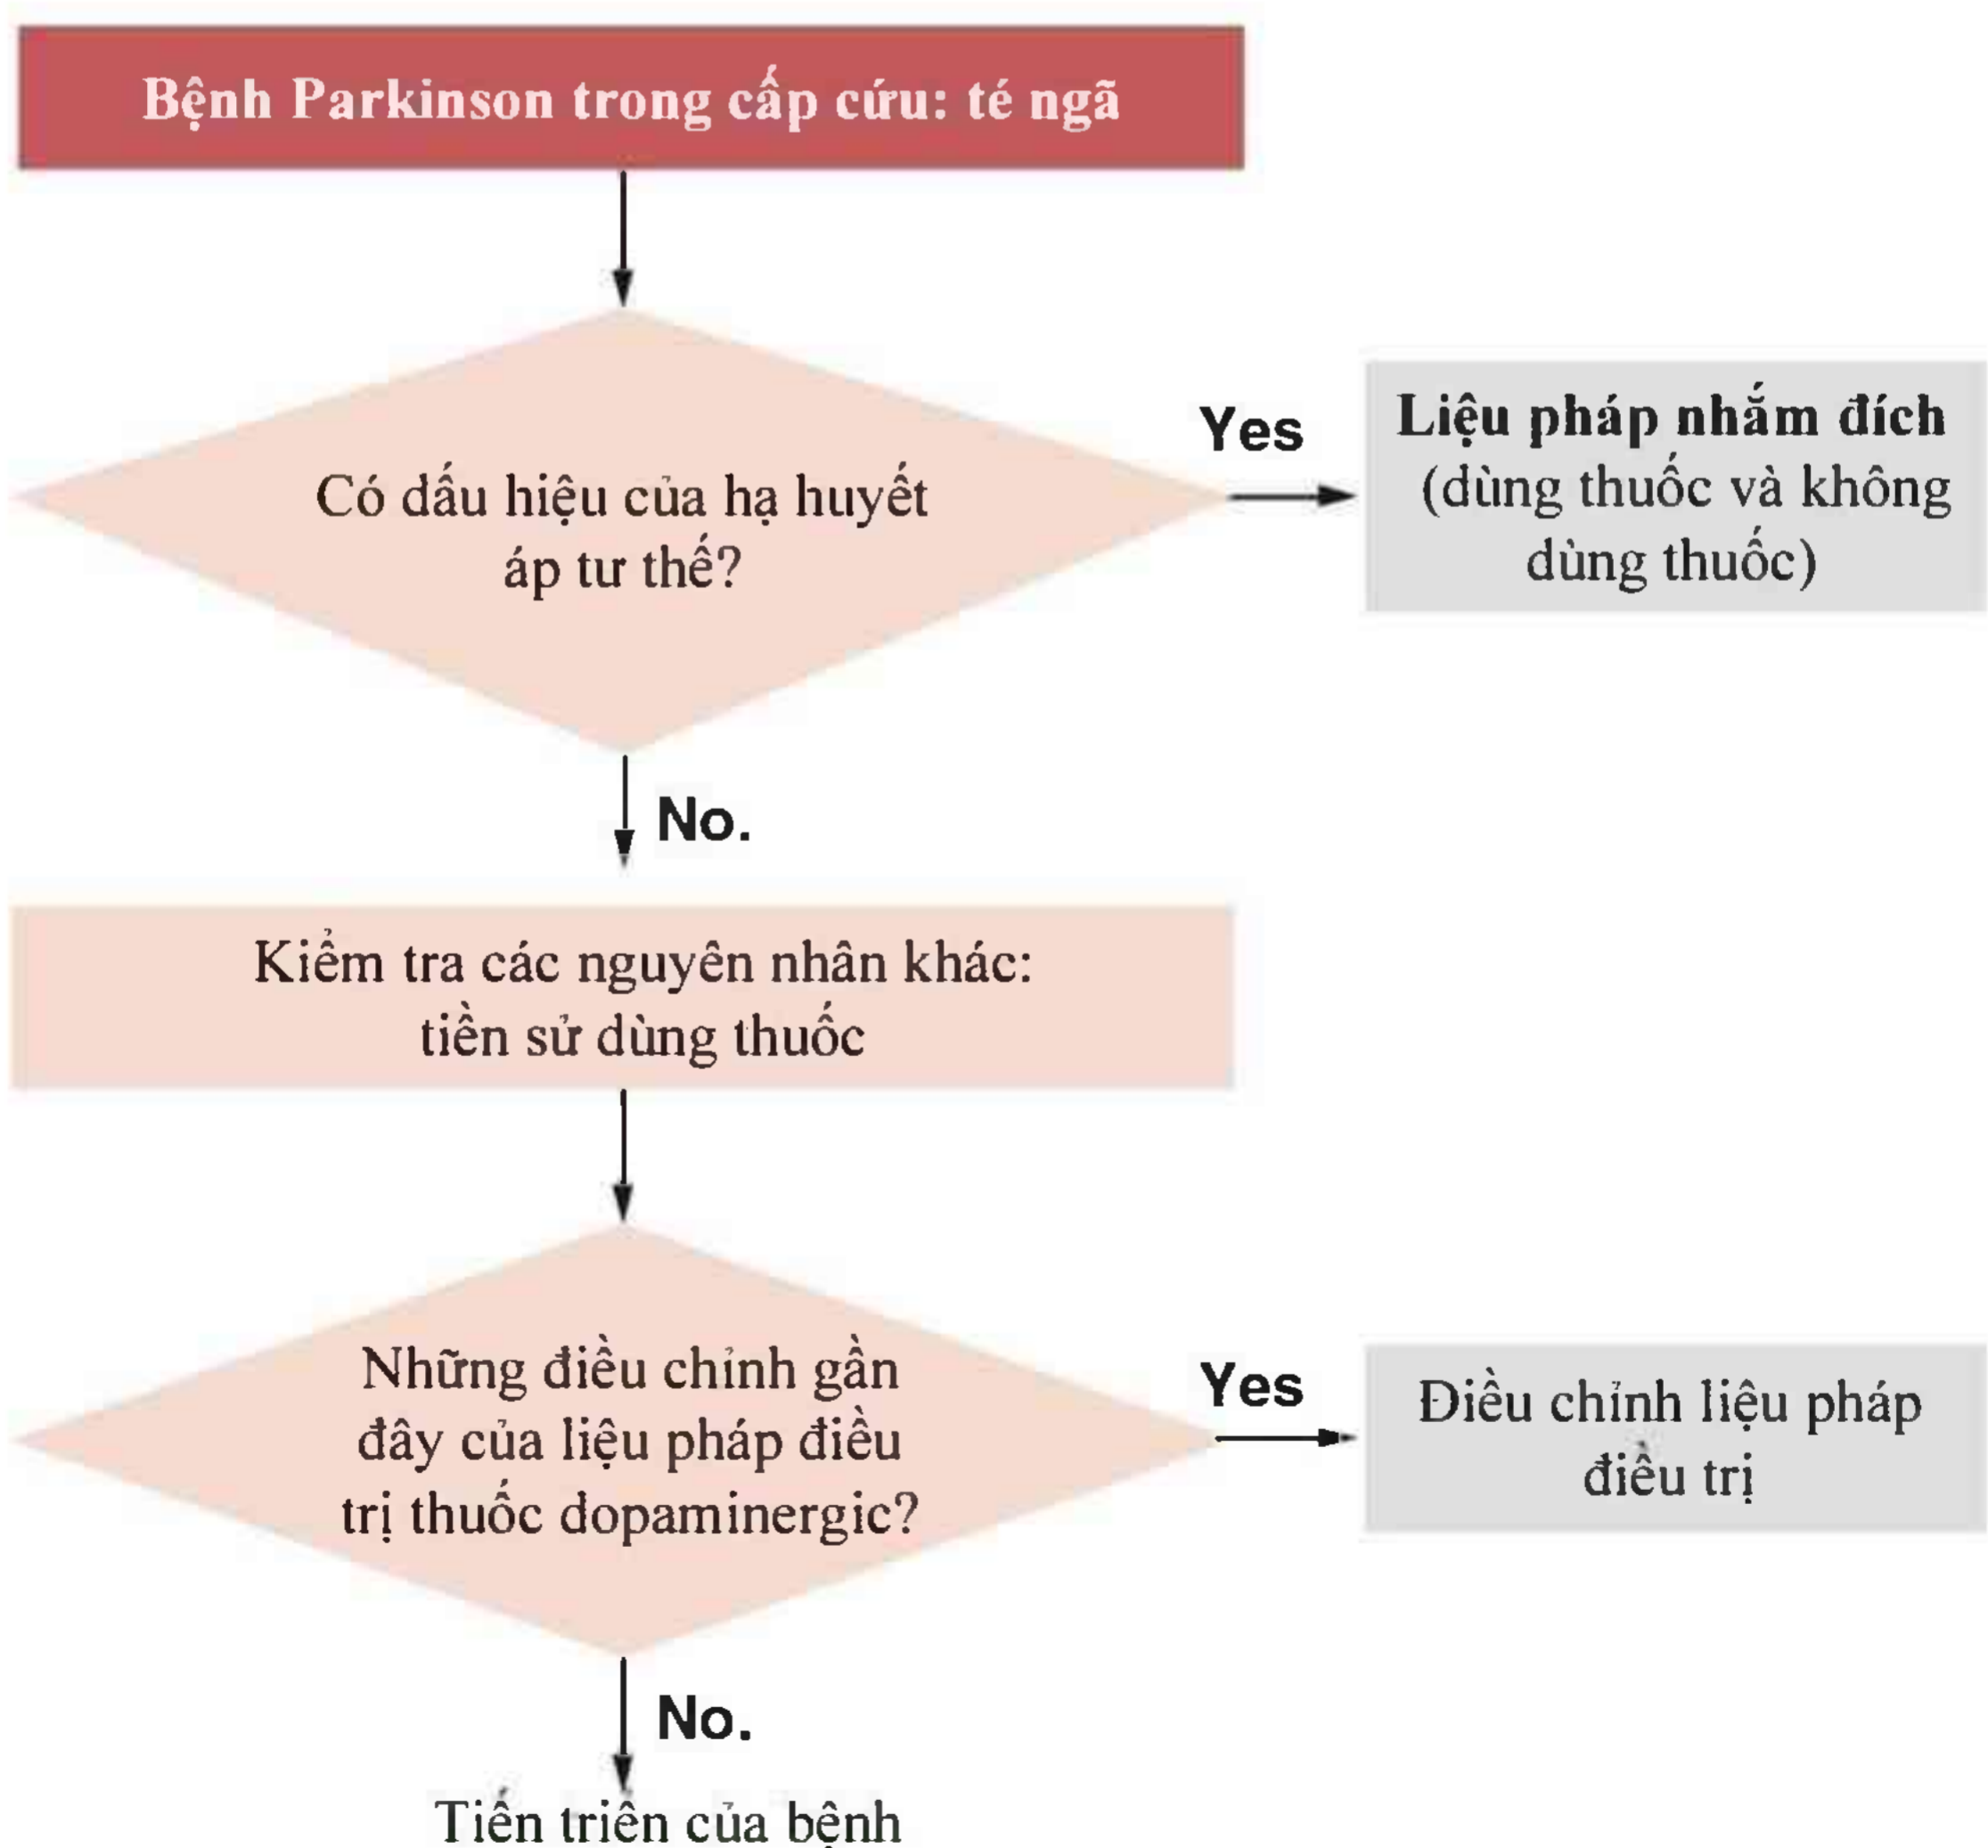 Bệnh Parkinson trong cấp cứu: té ngã
Có dấu hiệu của hạ huyết
áp tư thế?
Yes
Liệu pháp nhắm đích
(dùng thuốc và không
dùng thuốc)
No.
Kiểm tra các nguyên nhân khác:
tiền sử dùng thuốc
Những điều chỉnh gần
đây của liệu pháp điều
trị thuốc dopaminergic?
Yes
Điều chỉnh liệu pháp
điều trị
No.
Tiến triển của bệnh